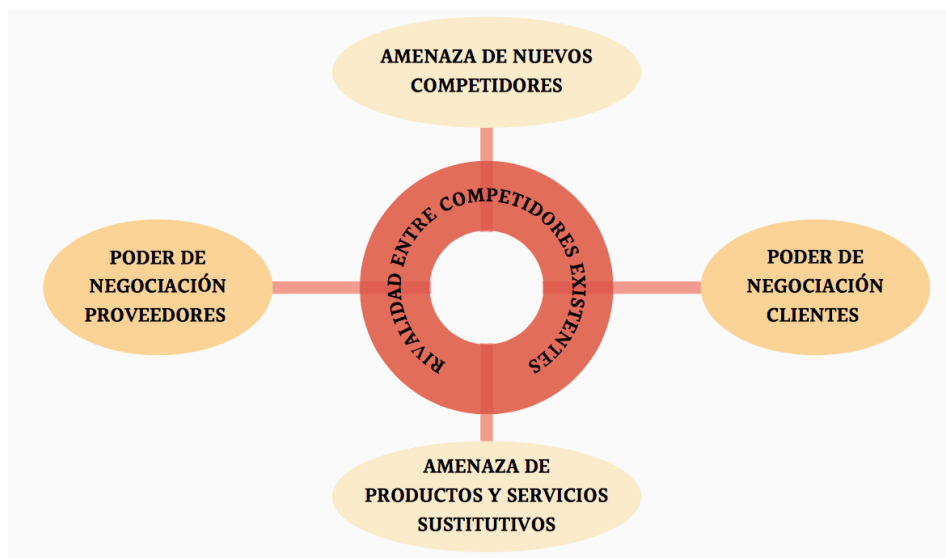 AMENAZA DE NUEVOS
COMPETIDORES
RIVALIDAD ENTRE COMPETIDORES EXISTENTES
PODER DE
NEGOCIACIÓN
PROVEEDORES
PODER DE
NEGOCIACIÓN
CLIENTES
AMENAZA DE
PRODUCTOS Y SERVICIOS
SUSTITUTIVOS